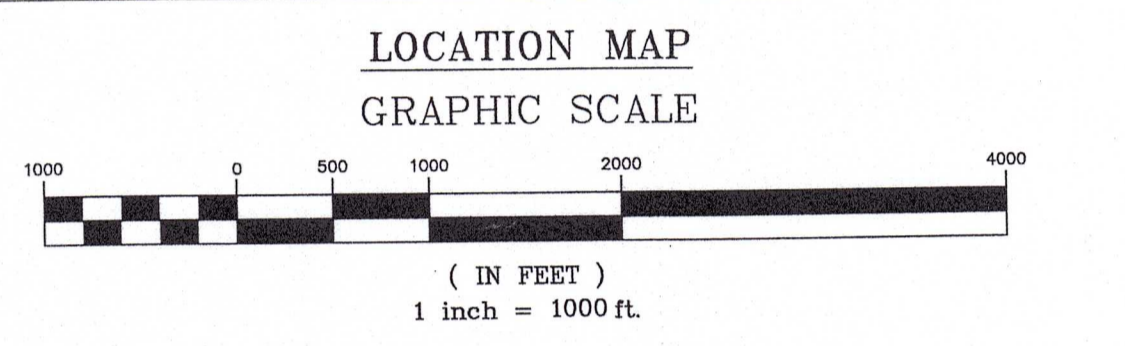 LOCATION MAP
GRAPHIC SCALE
1000 0 500 1000 2000 4000
( IN FEET )
1 inch = 1000 ft.